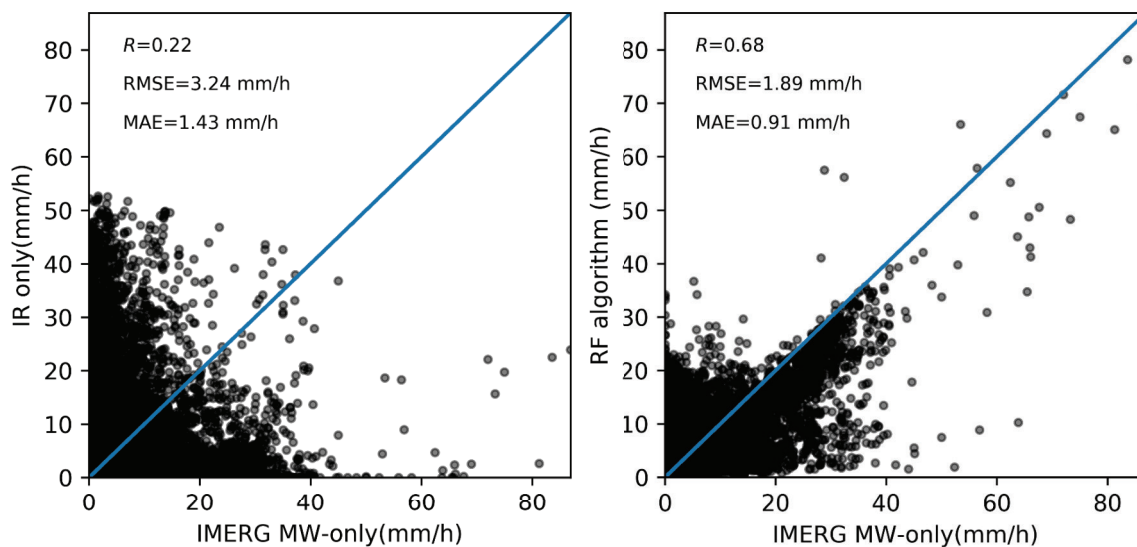 R=0.22
RMSE=3.24 mm/h
MAE=1.43 mm/h
80
70
60
50
40
30
20
10
0
IR only(mm/h)
0
20
40
60
80
IMERG MW-only(mm/h)
R=0.68
RMSE=1.89 mm/h
MAE=0.91 mm/h
80
70
60
50
40
30
20
10
0
RF algorithm (mm/h)
0
20
40
60
80
IMERG MW-only(mm/h)